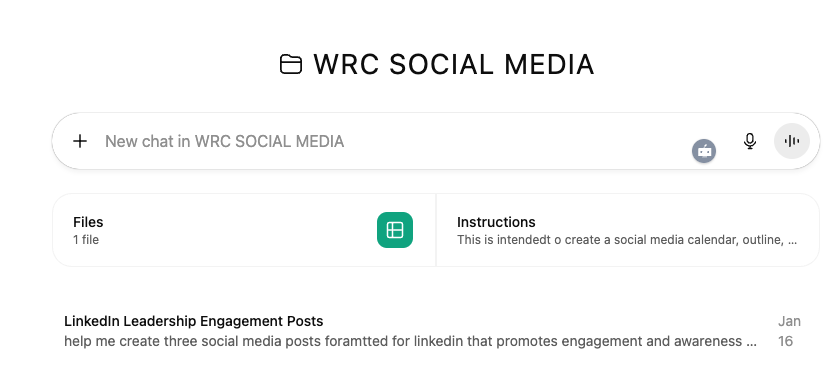 WRC SOCIAL MEDIA
New chat in WRC SOCIAL MEDIA
Files
1 file
Instructions
This is intendedt o create a social media calendar, outline, ...
LinkedIn Leadership Engagement Posts
help me create three social media posts foramtted for linkedin that promotes engagement and awareness ...
Jan
16